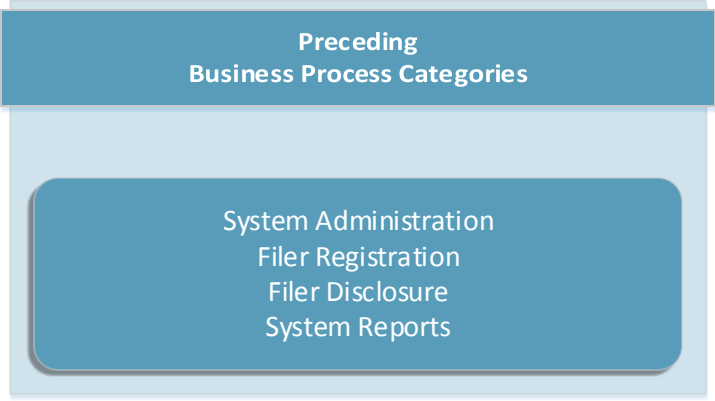 Preceding
Business Process Categories
System Administration
Filer Registration
Filer Disclosure
System Reports